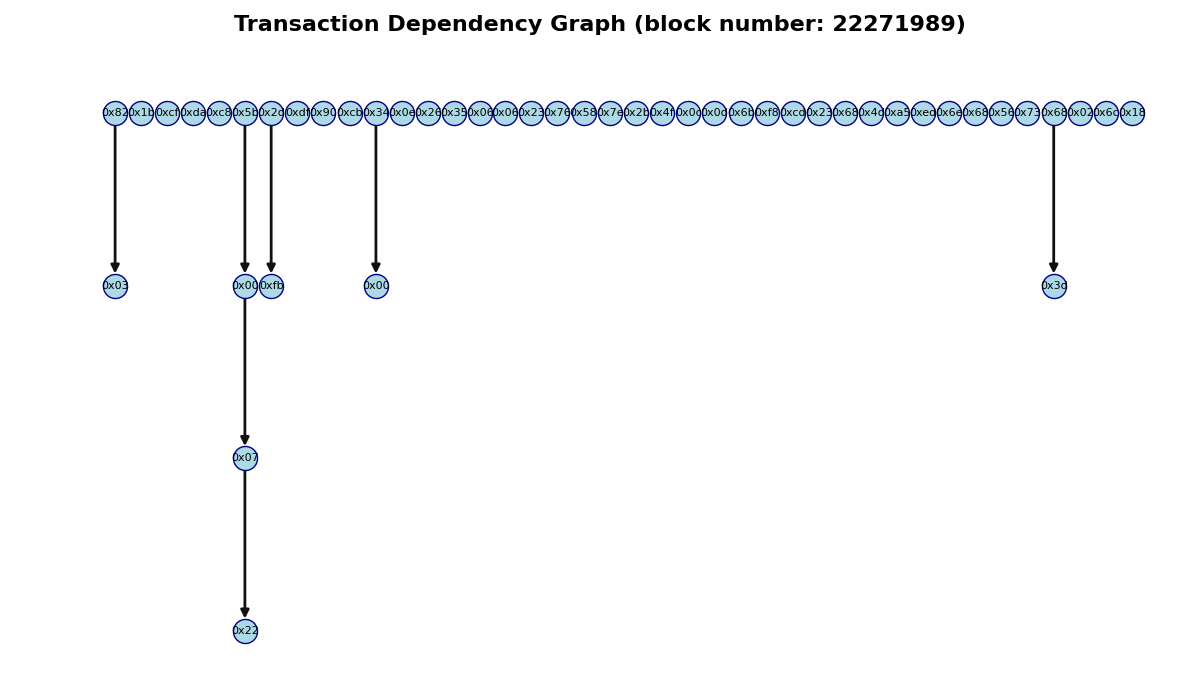 Transaction Dependency Graph (block number: 22271989)
0x82 0x1b 0xcf 0xda 0xc8 0x5b 0x2d 0xdf 0x90 0xcb 0x34 0x0e 0x26 0x35 0x06 0x06 0x23 0x76 0x58 0x7e 0x2b 0x4f 0x0c 0x0d 0x6b 0xf8 0xcd 0x23 0x68 0x4d 0xa5 0xed 0x6e 0x68 0x56 0x73 0x68 0x02 0x6c 0x18
0x03 0x00 0xfb 0x00 0x3d
0x07
0x22